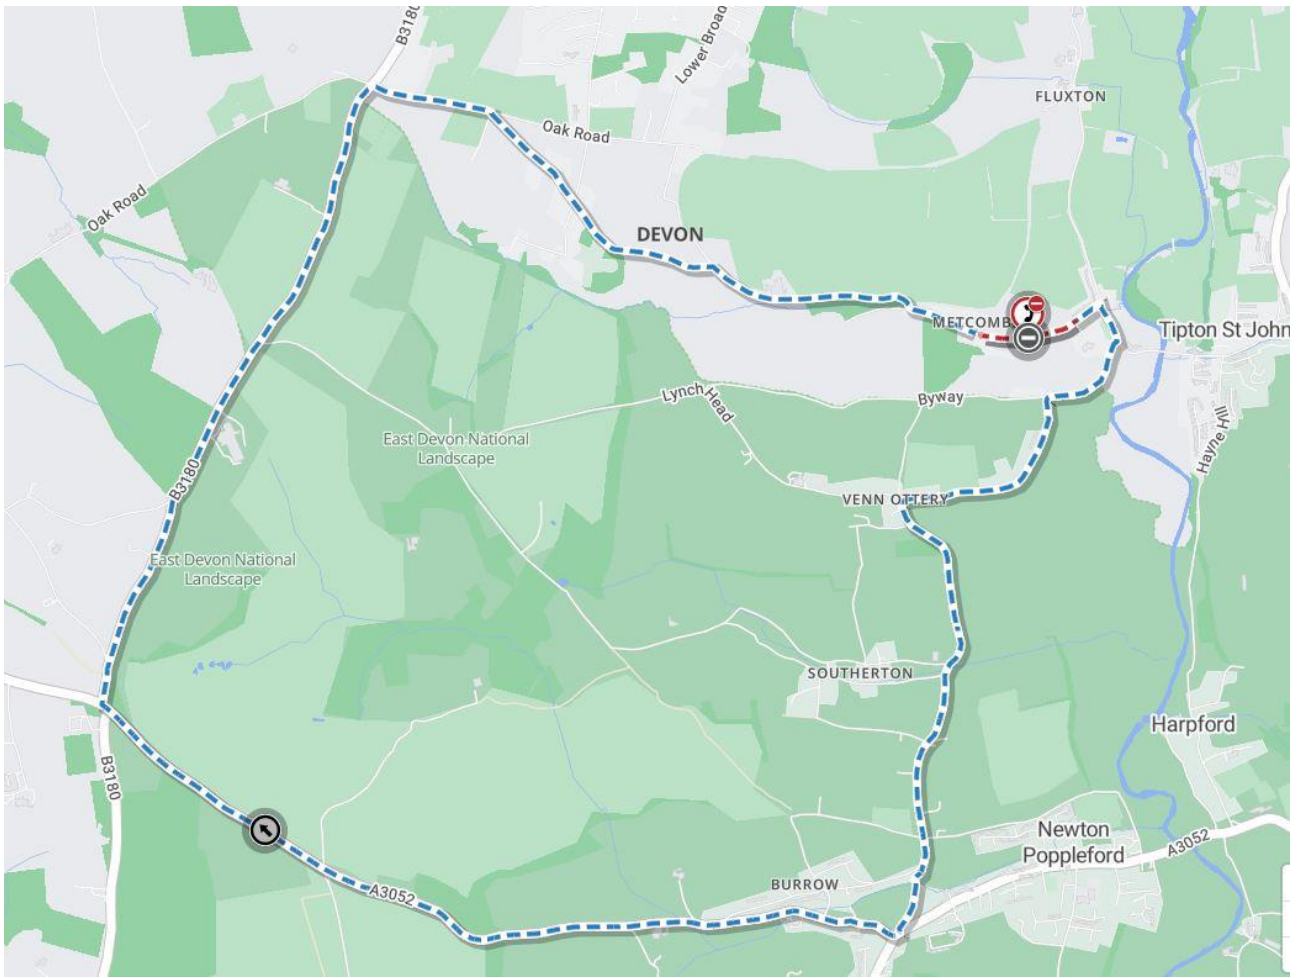 B3180
Lower Broad
FLUXTON
Oak Road
Oak Road
DEVON
METCOMB
Tipton St John
Lynch Head
Byway
Hayne Hill
East Devon National
Landscape
B3180
VENN OTTERY
East Devon National
Landscape
SOUTHERTON
Harpford
B3180
Newton
Poppleford
A3052
BURROW
A3052